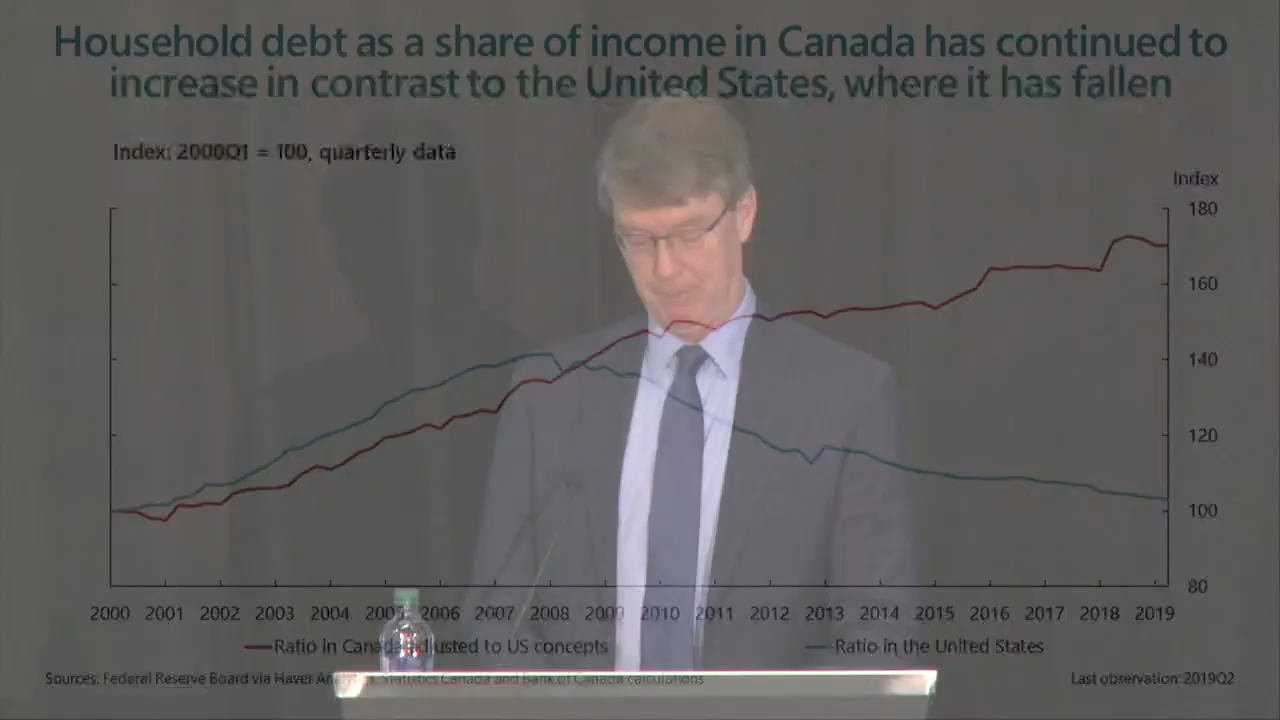 Household debt as a share of income in Canada has continued to
increase in contrast to the United States, where it has fallen
Index: 2000Q1 = 100, quarterly data
Index
180
160
140
120
100
80
2000 2001 2002 2003 2004 2005 2006 2007 2008 2009 2010 2011 2012 2013 2014 2015 2016 2017 2018 2019
Ratio in Canada adjusted to US concepts Ratio in the United States
Sources: Federal Reserve Board via Haver Analytics, Statistics Canada and Bank of Canada calculations Last observation: 2019Q2